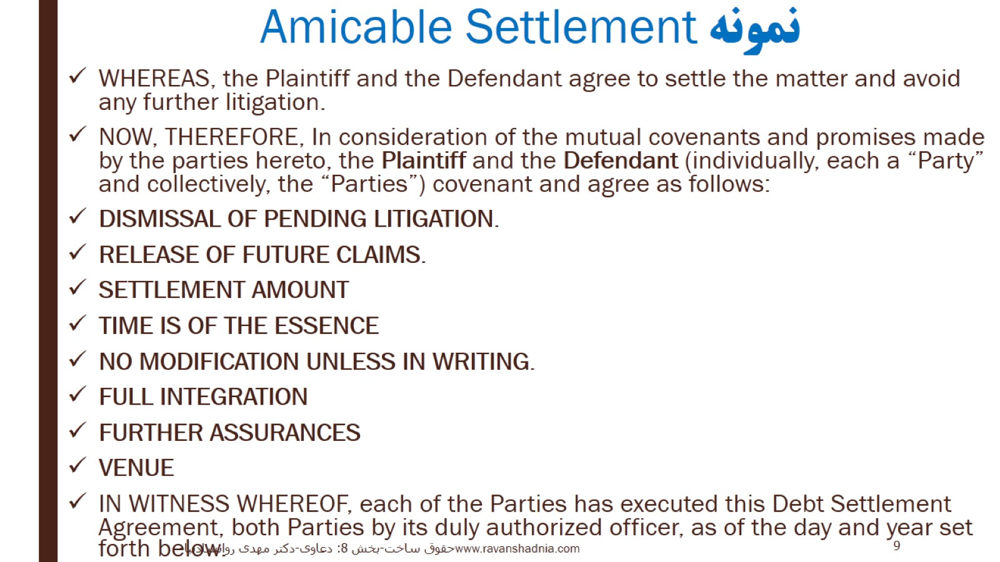 نمونه Amicable Settlement
✓ WHEREAS, the Plaintiff and the Defendant agree to settle the matter and avoid
any further litigation.
✓ NOW, THEREFORE, In consideration of the mutual covenants and promises made
by the parties hereto, the Plaintiff and the Defendant (individually, each a “Party”
and collectively, the “Parties”) covenant and agree as follows:
✓ DISMISSAL OF PENDING LITIGATION.
✓ RELEASE OF FUTURE CLAIMS.
✓ SETTLEMENT AMOUNT
✓ TIME IS OF THE ESSENCE
✓ NO MODIFICATION UNLESS IN WRITING.
✓ FULL INTEGRATION
✓ FURTHER ASSURANCES
✓ VENUE
✓ IN WITNESS WHEREOF, each of the Parties has executed this Debt Settlement
Agreement, both Parties by its duly authorized officer, as of the day and year set
forth below.
حقوق ساخت-بخش 8: دعاوی-دکتر مهدی www.ravanshadnia.com
9